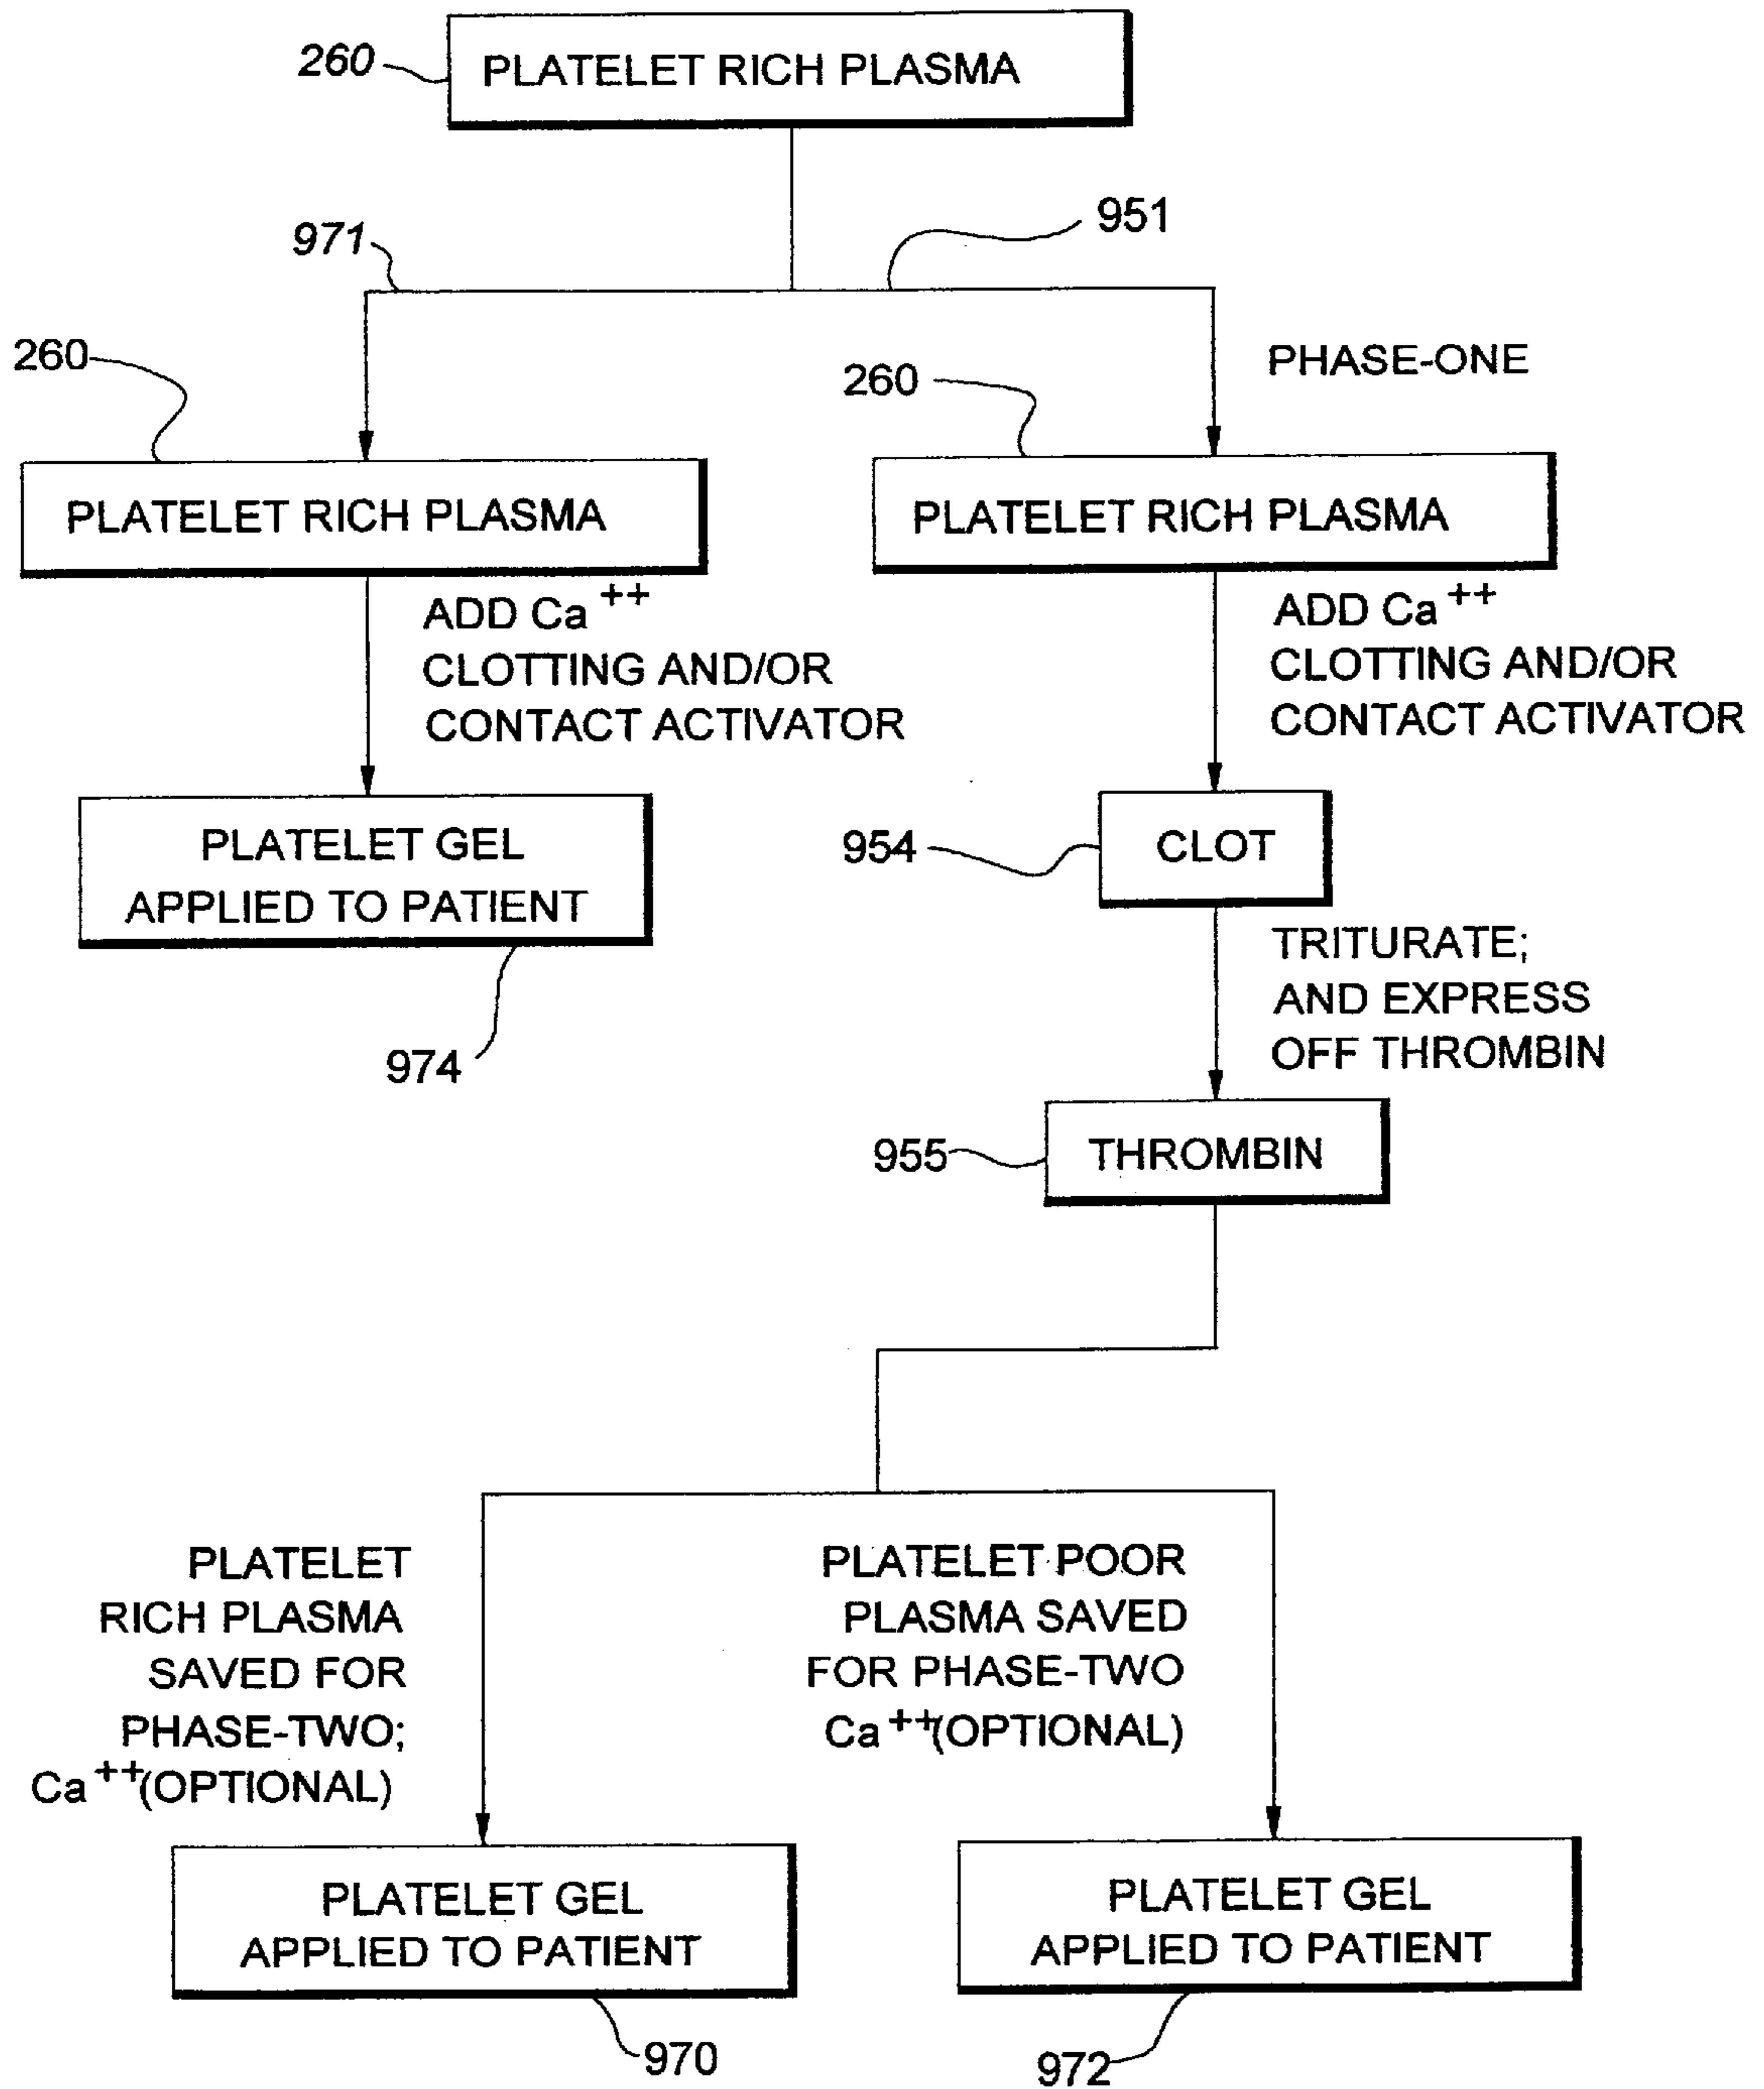 260
PLATELET RICH PLASMA
971
951
260
260
PHASE-ONE
PLATELET RICH PLASMA
PLATELET RICH PLASMA
ADD Ca++
CLOTTING AND/OR
CONTACT ACTIVATOR
ADD Ca++
CLOTTING AND/OR
CONTACT ACTIVATOR
PLATELET GEL
APPLIED TO PATIENT
974
954
CLOT
TRITURATE;
AND EXPRESS
OFF THROMBIN
955
THROMBIN
PLATELET
RICH PLASMA
SAVED FOR
PHASE-TWO;
Ca++(OPTIONAL)
PLATELET POOR
PLASMA SAVED
FOR PHASE-TWO
Ca++(OPTIONAL)
PLATELET GEL
APPLIED TO PATIENT
970
PLATELET GEL
APPLIED TO PATIENT
972